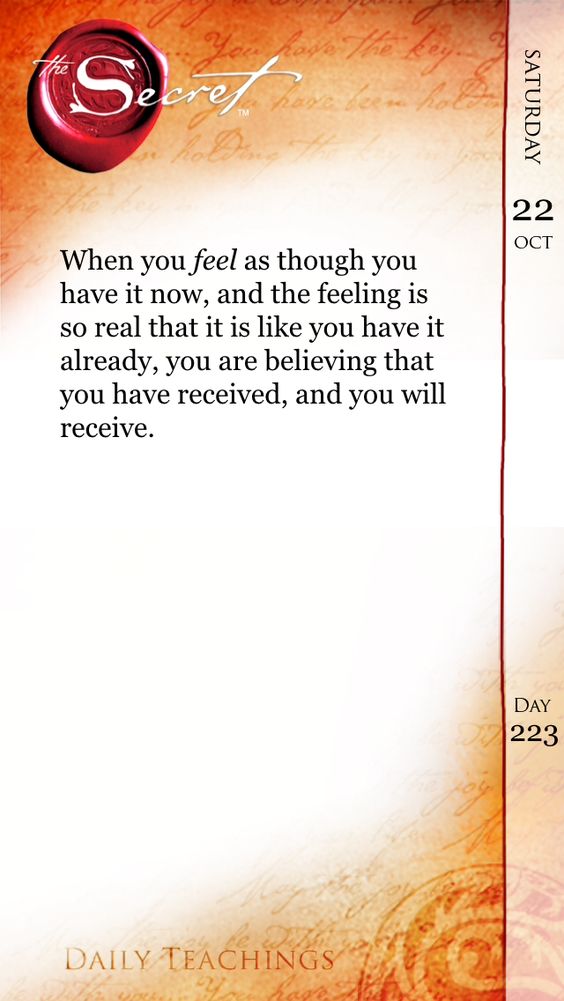 the Secret™
SATURDAY
22
OCT
When you feel as though you
have it now, and the feeling is
so real that it is like you have it
already, you are believing that
you have received, and you will
receive.
DAY
223
DAILY TEACHINGS